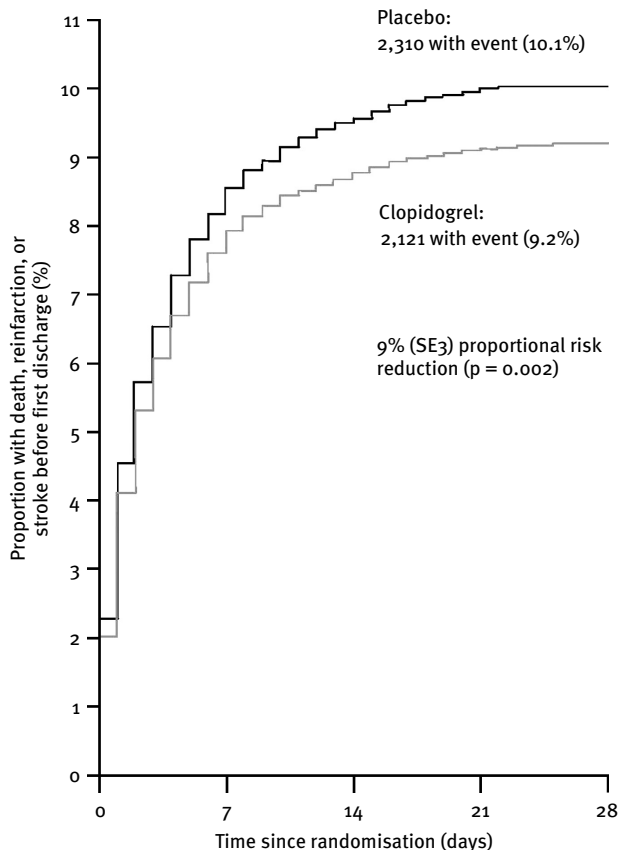 Placebo:
2,310 with event (10.1%)
Clopidogrel:
2,121 with event (9.2%)
9% (SE3) proportional risk
reduction (p = 0.002)
Proportion with death, reinfarction, or
stroke before first discharge (%)
11
10
9
8
7
6
5
4
3
2
1
0
0 7 14 21 28
Time since randomisation (days)